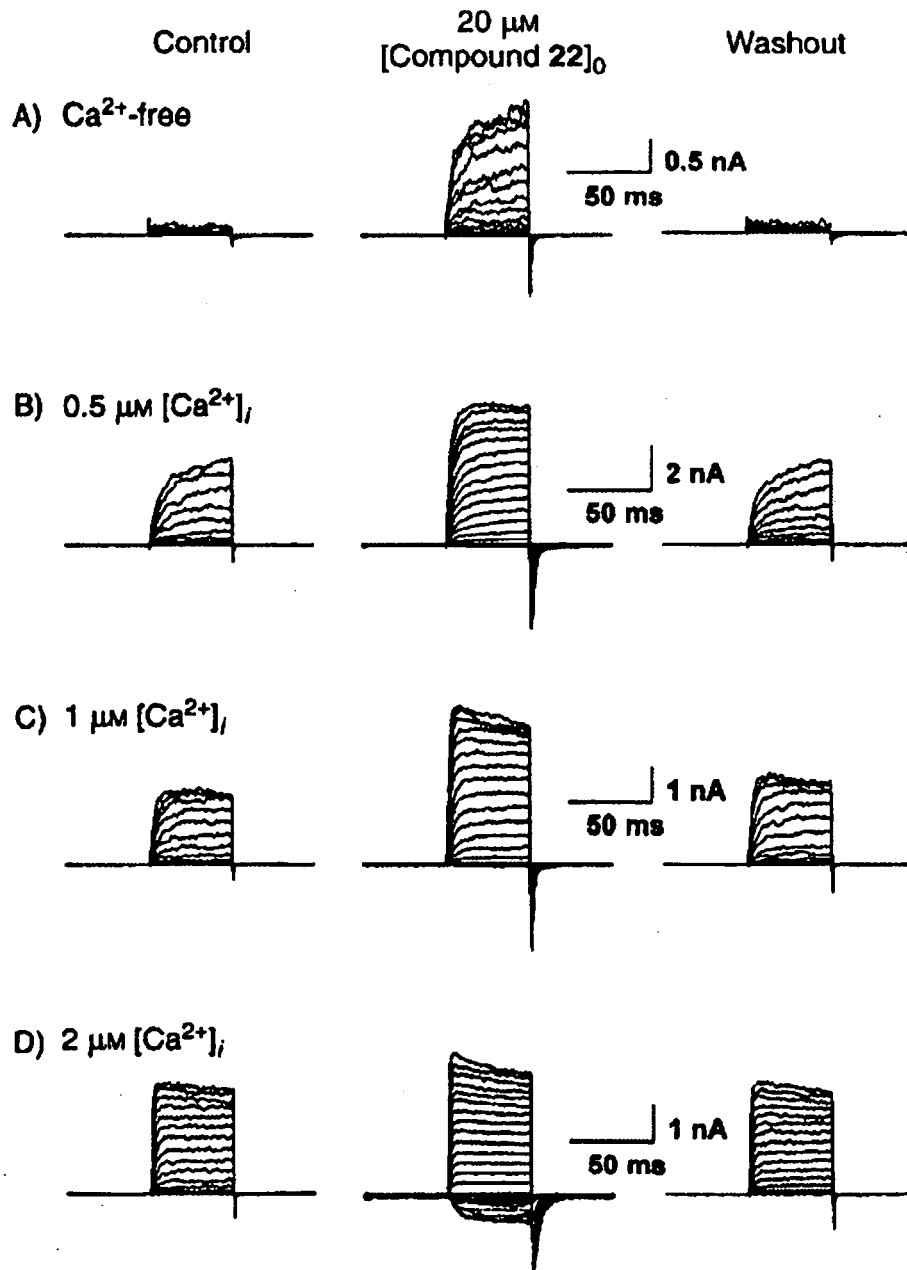 Control
20 μM
[Compound 22]₀
Washout
A) Ca²⁺-free
0.5 nA
50 ms
B) 0.5 μM [Ca²⁺]ᵢ
2 nA
50 ms
C) 1 μM [Ca²⁺]ᵢ
1 nA
50 ms
D) 2 μM [Ca²⁺]ᵢ
1 nA
50 ms